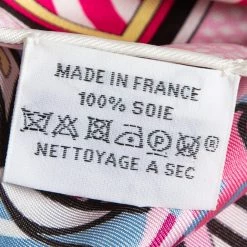 MADE IN FRANCE
100% SOIE
P ®
NETTOYAGE A SEC